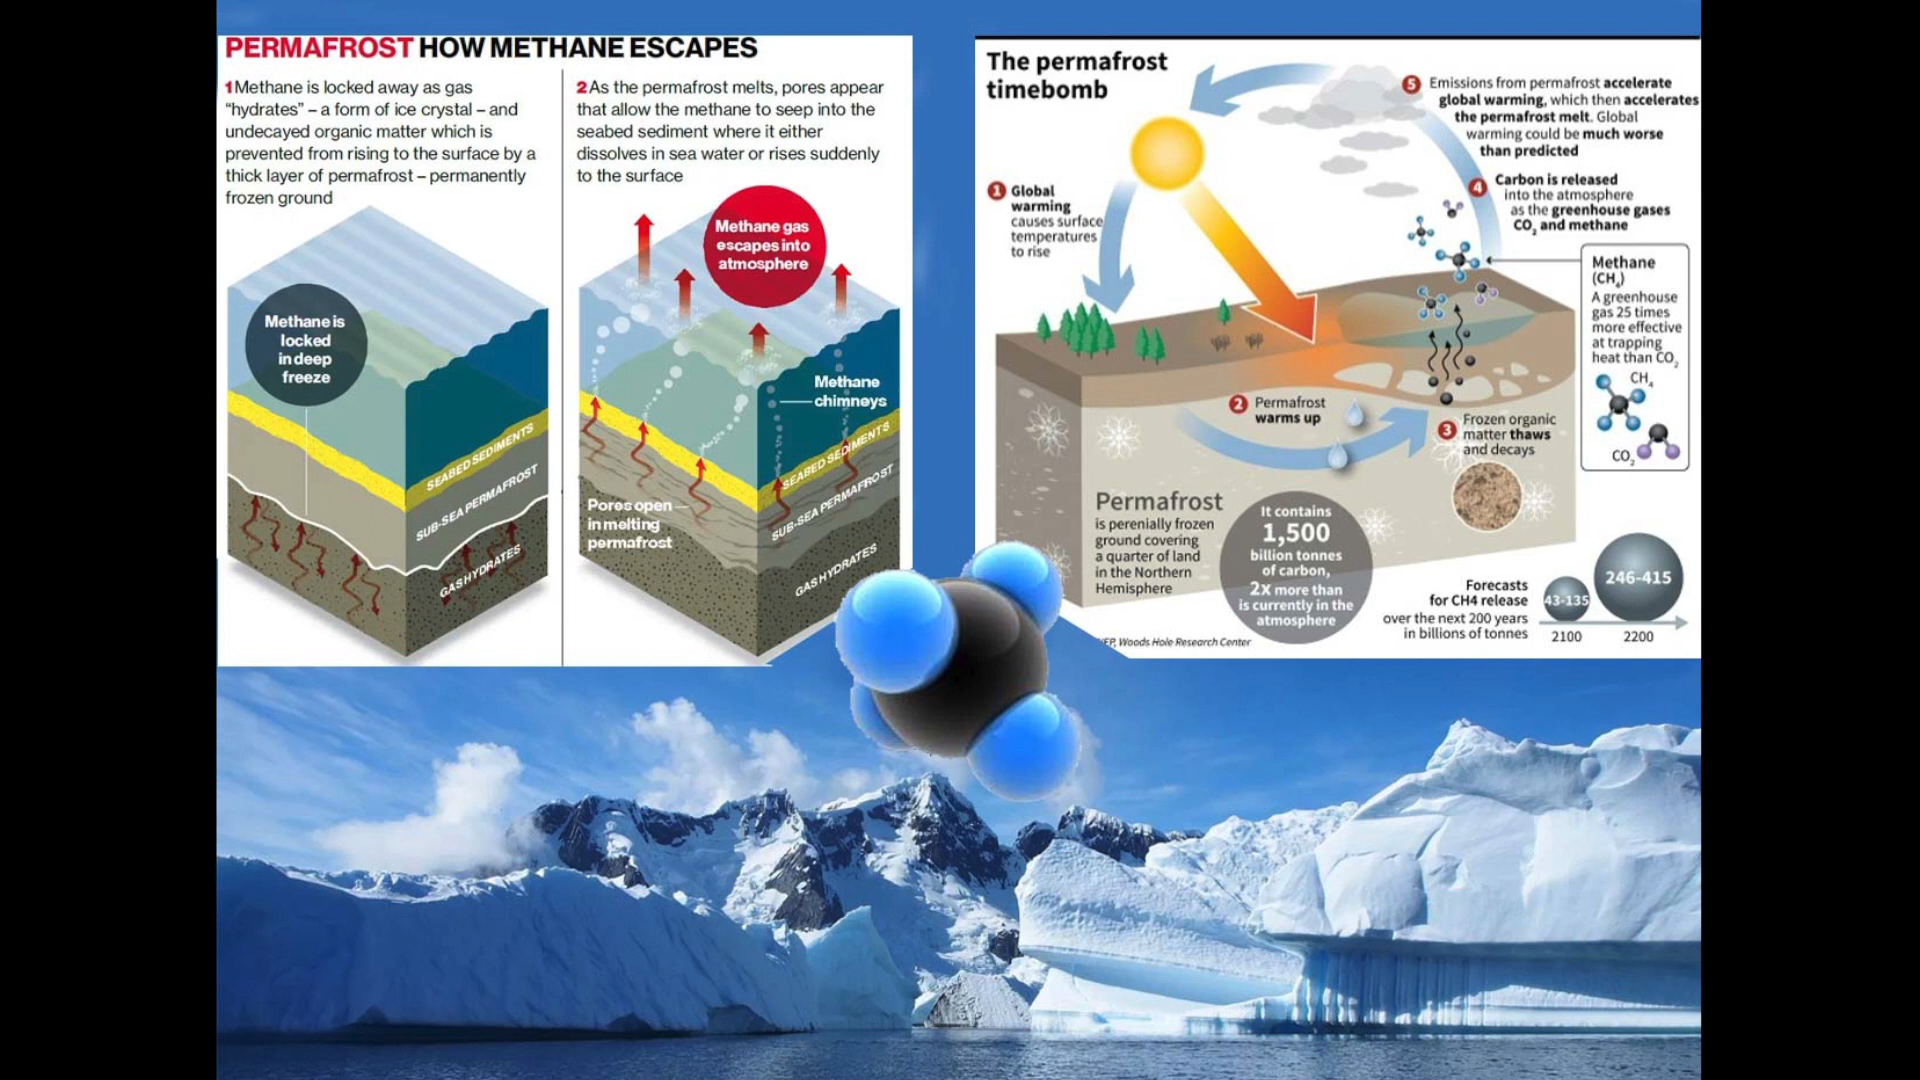 PERMAFROST HOW METHANE ESCAPES
1 Methane is locked away as gas
“hydrates” – a form of ice crystal – and
undecayed organic matter which is
prevented from rising to the surface by a
thick layer of permafrost – permanently
frozen ground
Methane is
locked
in deep
freeze
SEABED SEDIMENTS
SUB-SEA PERMAFROST
GAS HYDRATES
2 As the permafrost melts, pores appear
that allow the methane to seep into the
seabed sediment where it either
dissolves in sea water or rises suddenly
to the surface
Methane gas
escapes into
atmosphere
Methane
chimneys
Pores open
in melting
permafrost
SEABED SEDIMENTS
SUB-SEA PERMAFROST
GAS HYDRATES
The permafrost
timebomb
1 Global
warming
causes surface
temperatures
to rise
2 Permafrost
warms up
3 Frozen organic
matter thaws
and decays
4 Carbon is released
into the atmosphere
as the greenhouse gases
CO2 and methane
5 Emissions from permafrost accelerate
global warming, which then accelerates
the permafrost melt. Global
warming could be much worse
than predicted
Methane
(CH4)
A greenhouse
gas 25 times
more effective
at trapping
heat than CO2
CH4
CO2
Permafrost
is perenially frozen
ground covering
a quarter of land
in the Northern
Hemisphere
It contains
1,500
billion tonnes
of carbon,
2x more than
is currently in the
atmosphere
Forecasts
for CH4 release
over the next 200 years
in billions of tonnes
43-135
246-415
2100
2200
Woods Hole Research Center